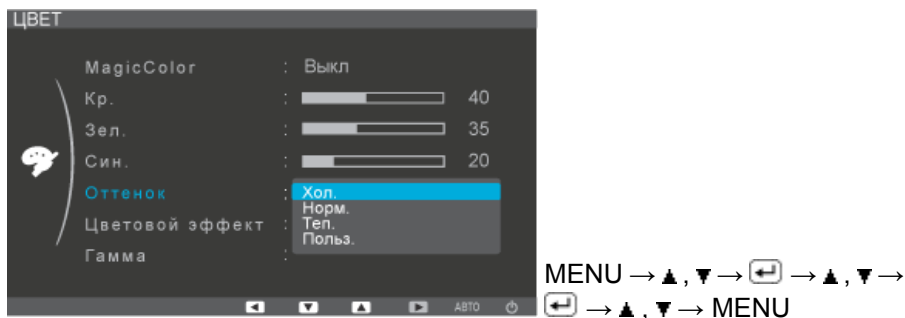 ЦВЕТ
MagicColor : Выкл
Кр. : 40
Зел. : 35
Син. : 20
Оттенок : Хол.
Норм.
Теп.
Польз.
Цветовой эффект :
Гамма :
АВТО
MENU → ▲ , ▼ → ↵ → ▲ , ▼ →
↵ → ▲ , ▼ → MENU